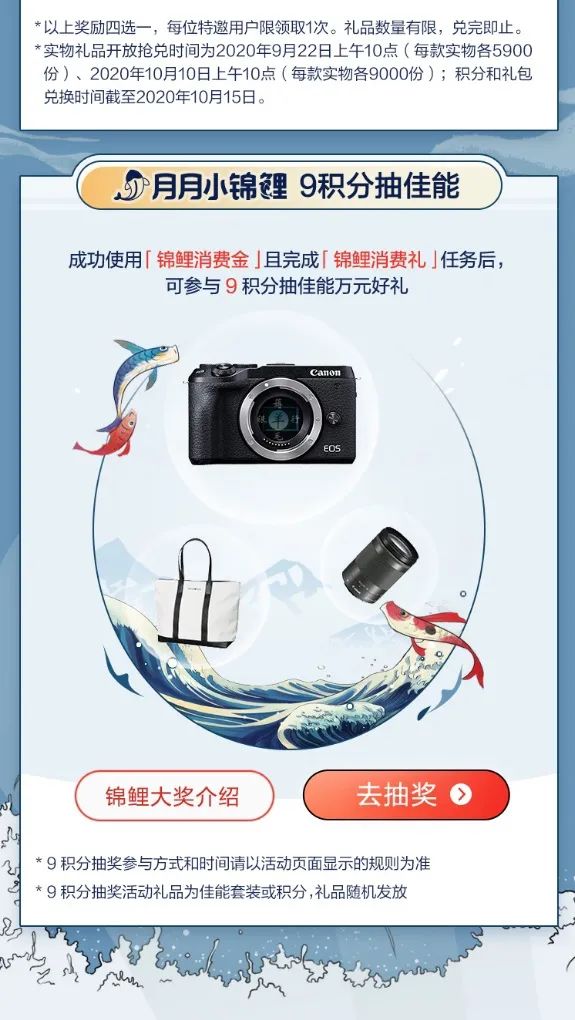 *以上奖励四选一，每位特邀用户限领取1次。礼品数量有限，兑完即止。
*实物礼品开放抢兑时间为2020年9月22日上午10点（每款实物各5900
份）、2020年10月10日上午10点（每款实物各9000份）；积分和礼包
兑换时间截至2020年10月15日。
月月小锦鲤 9积分抽佳能
成功使用「锦鲤消费金」且完成「锦鲤消费礼」任务后，
可参与 9 积分抽佳能万元好礼
Canon
EOS
锦鲤大奖介绍
去抽奖
* 9 积分抽奖参与方式和时间请以活动页面显示的规则为准
* 9 积分抽奖活动礼品为佳能套装或积分,礼品随机发放